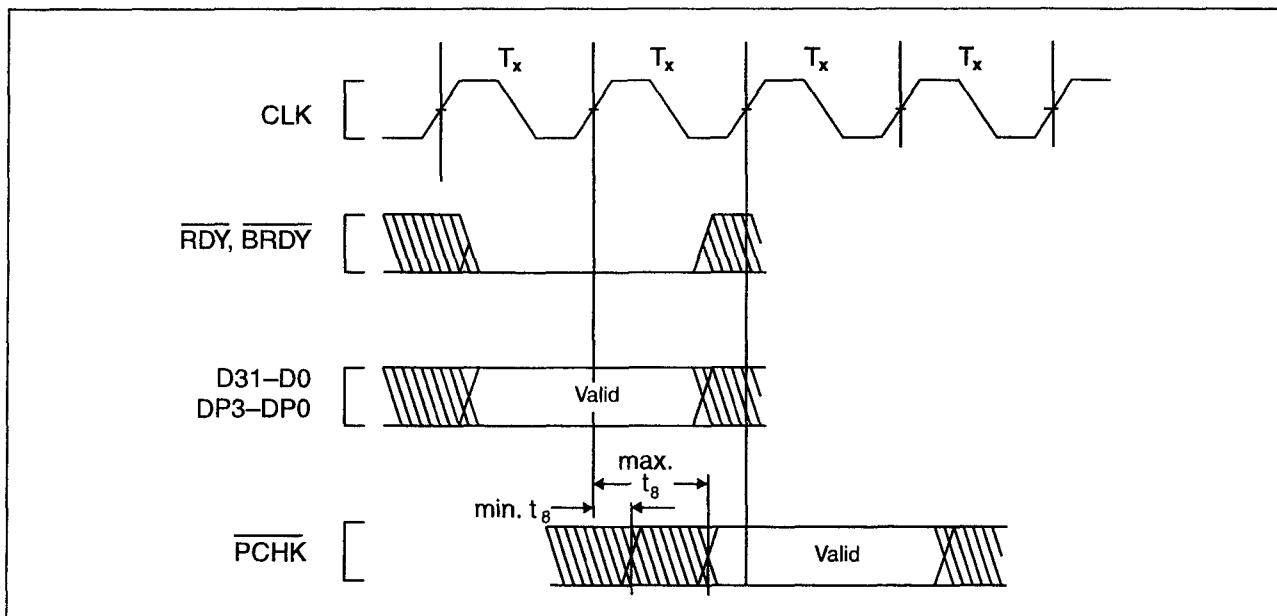 Tx Tx Tx Tx
CLK
RDY, BRDY
D31–D0
Valid
DP3–DP0
max.
t8
min. t8
PCHK
Valid